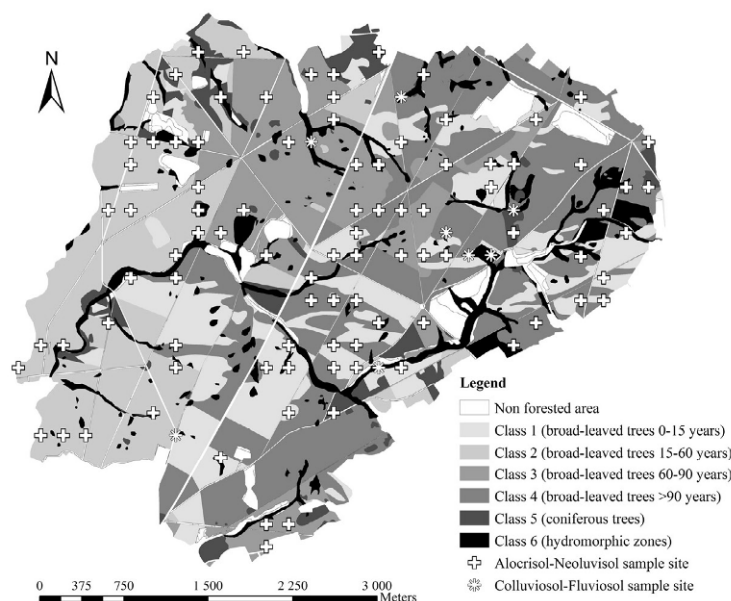 N
Legend
Non forested area
Class 1 (broad-leaved trees 0-15 years)
Class 2 (broad-leaved trees 15-60 years)
Class 3 (broad-leaved trees 60-90 years)
Class 4 (broad-leaved trees >90 years)
Class 5 (coniferous trees)
Class 6 (hydromorphic zones)
Alocrisol-Neoluvisol sample site
Colluviosol-Fluviosol sample site
0 375 750 1 500 2 250 3 000
Meters